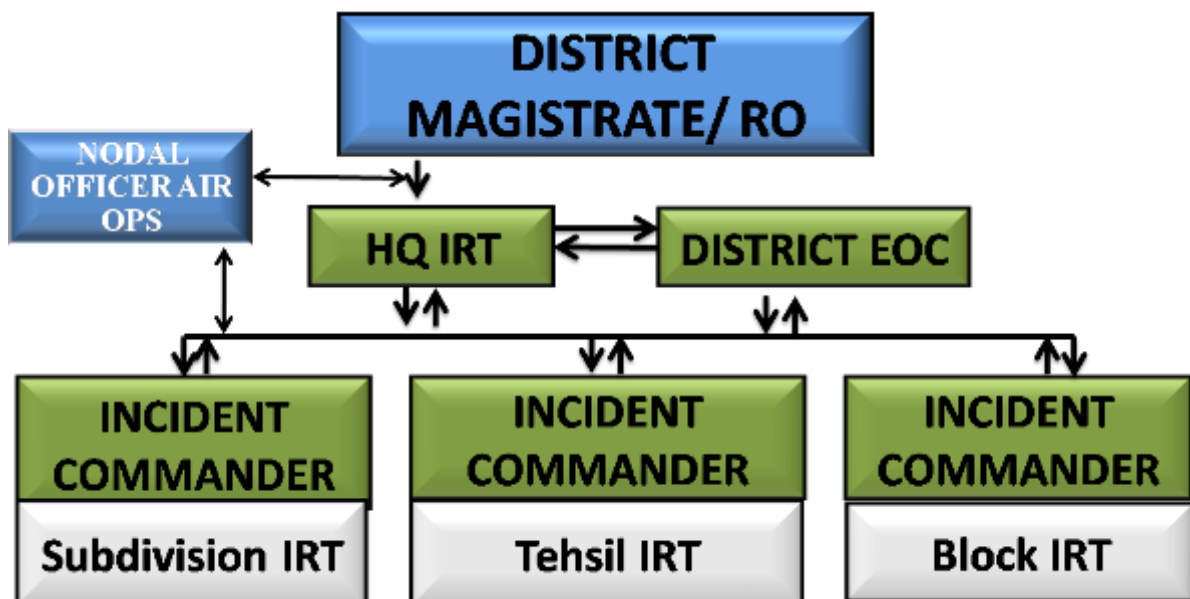 DISTRICT
MAGISTRATE/ RO
NODAL
OFFICER AIR
OPS
HQ IRT
DISTRICT EOC
INCIDENT
COMMANDER
Subdivision IRT
INCIDENT
COMMANDER
Tehsil IRT
INCIDENT
COMMANDER
Block IRT